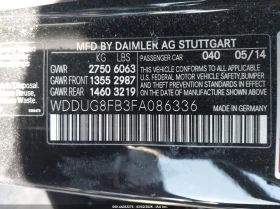 MFD BY DAIMLER AG STUTTGART
KG LBS PASSENGER CAR 040 05/14
GVWR 2750 6063
GAWR FRONT 1355 2987
GAWR REAR 1460 3219
THIS VEHICLE CONFORMS TO ALL APPLICABLE
U.S. FEDERAL MOTOR VEHICLE SAFETY, BUMPER
AND THEFT PREVENTION STANDARDS IN EFFECT
ON THE DATE OF MANUFACTURE SHOWN ABOVE.
WDDUG8FB3FA086336
MADE IN GERMANY